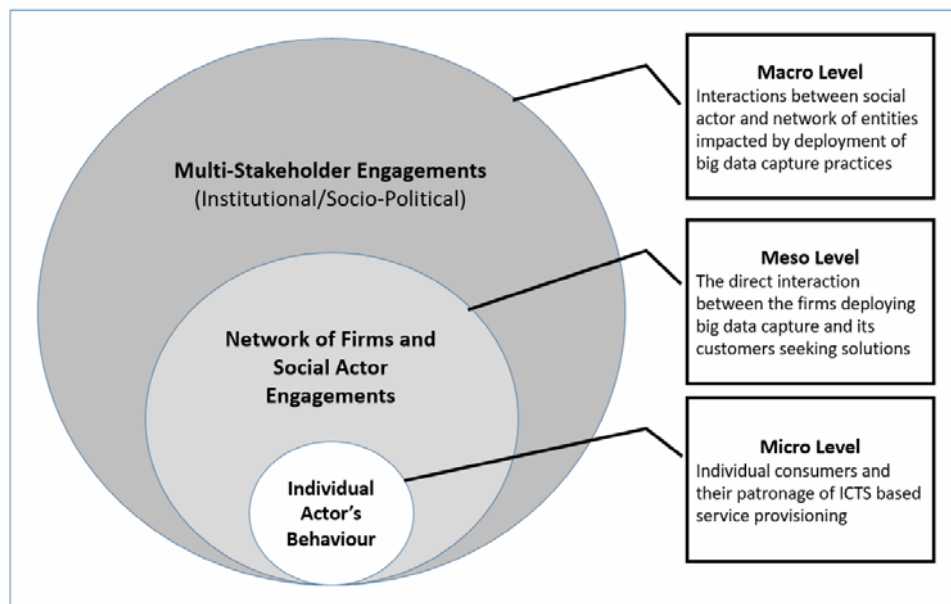 Multi-Stakeholder Engagements
(Institutional/Socio-Political)
Network of Firms and
Social Actor
Engagements
Individual
Actor's
Behaviour
Macro Level
Interactions between social
actor and network of entities
impacted by deployment of
big data capture practices
Meso Level
The direct interaction
between the firms deploying
big data capture and its
customers seeking solutions
Micro Level
Individual consumers and
their patronage of ICTS based
service provisioning